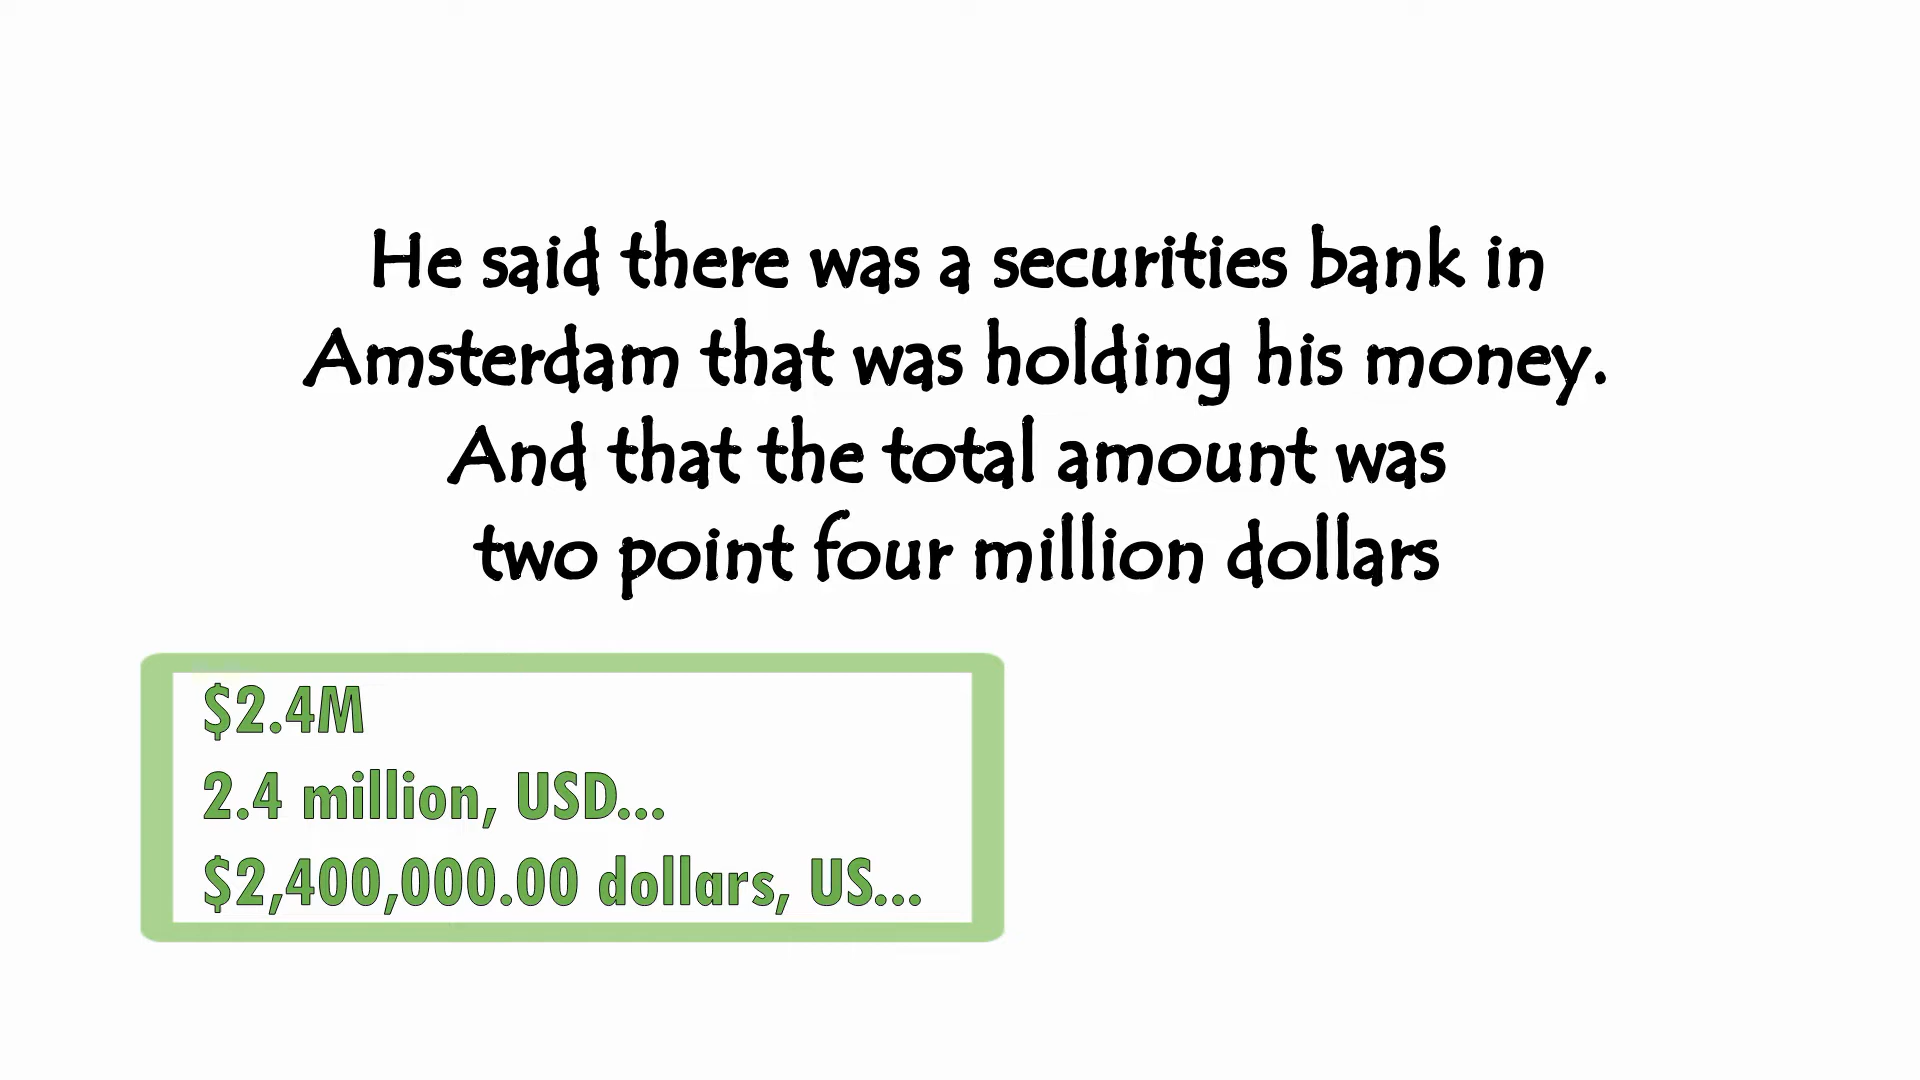 He said there was a securities bank in
Amsterdam that was holding his money.
And that the total amount was
two point four million dollars
$2.4M
2.4 million, USD...
$2,400,000.00 dollars, US...